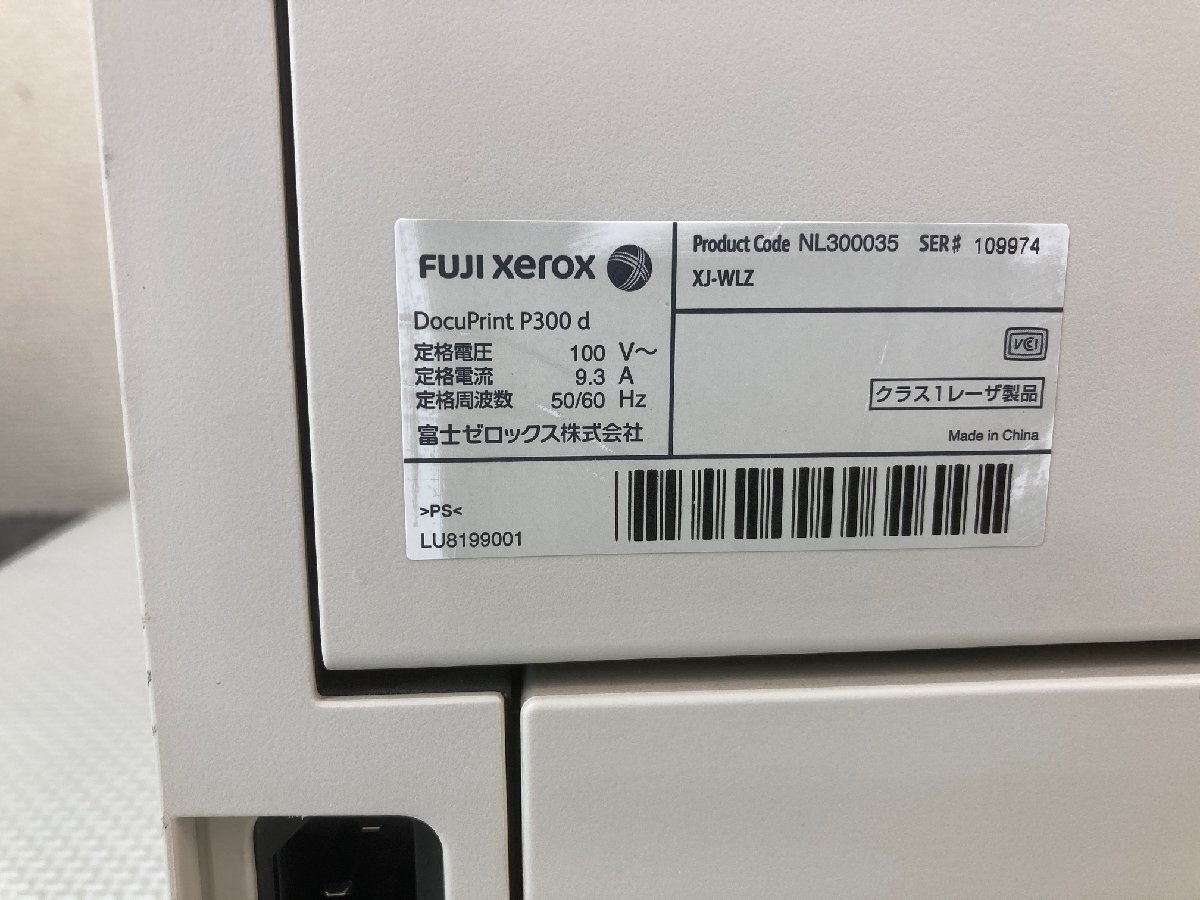 FUJI xerox
DocuPrint P300 d
定格電圧 100 V～
定格電流 9.3 A
定格周波数 50/60 Hz
富士ゼロックス株式会社
Product Code NL300035 SER# 109974
XJ-WLZ
VCI
クラス1レーザ製品
Made in China
>PS<
LU8199001